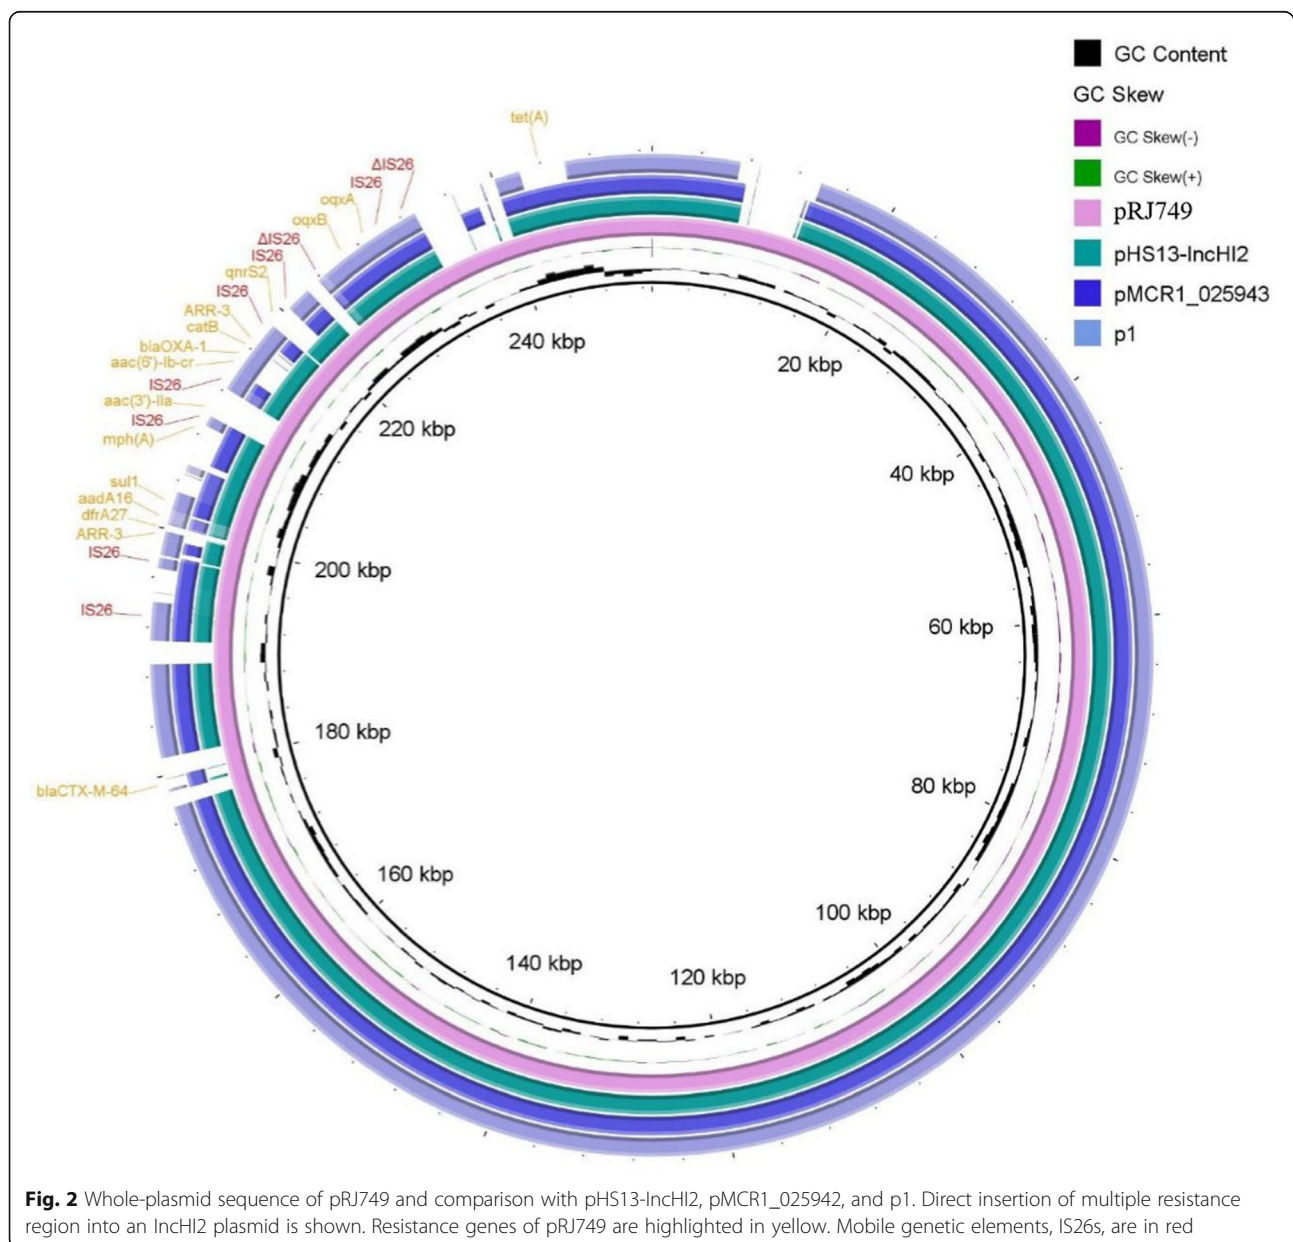 GC Content
GC Skew
GC Skew(-)
GC Skew(+)
pRJ749
pHS13-IncHI2
pMCR1_025943
p1
tet(A)
ΔIS26
IS26
oqxA
oqxB
ΔIS26
IS26
qnrS2
IS26
ARR-3
catB
blaOXA-1
aac(6')-Ib-cr
IS26
aac(3')-IIa
IS26
mph(A)
sul1
aadA16
dfrA27
ARR-3
IS26
IS26
blaCTX-M-64
20 kbp
40 kbp
60 kbp
80 kbp
100 kbp
120 kbp
140 kbp
160 kbp
180 kbp
200 kbp
220 kbp
240 kbp
Fig. 2 Whole-plasmid sequence of pRJ749 and comparison with pHS13-IncHI2, pMCR1_025942, and p1. Direct insertion of multiple resistance
region into an IncHI2 plasmid is shown. Resistance genes of pRJ749 are highlighted in yellow. Mobile genetic elements, IS26s, are in red